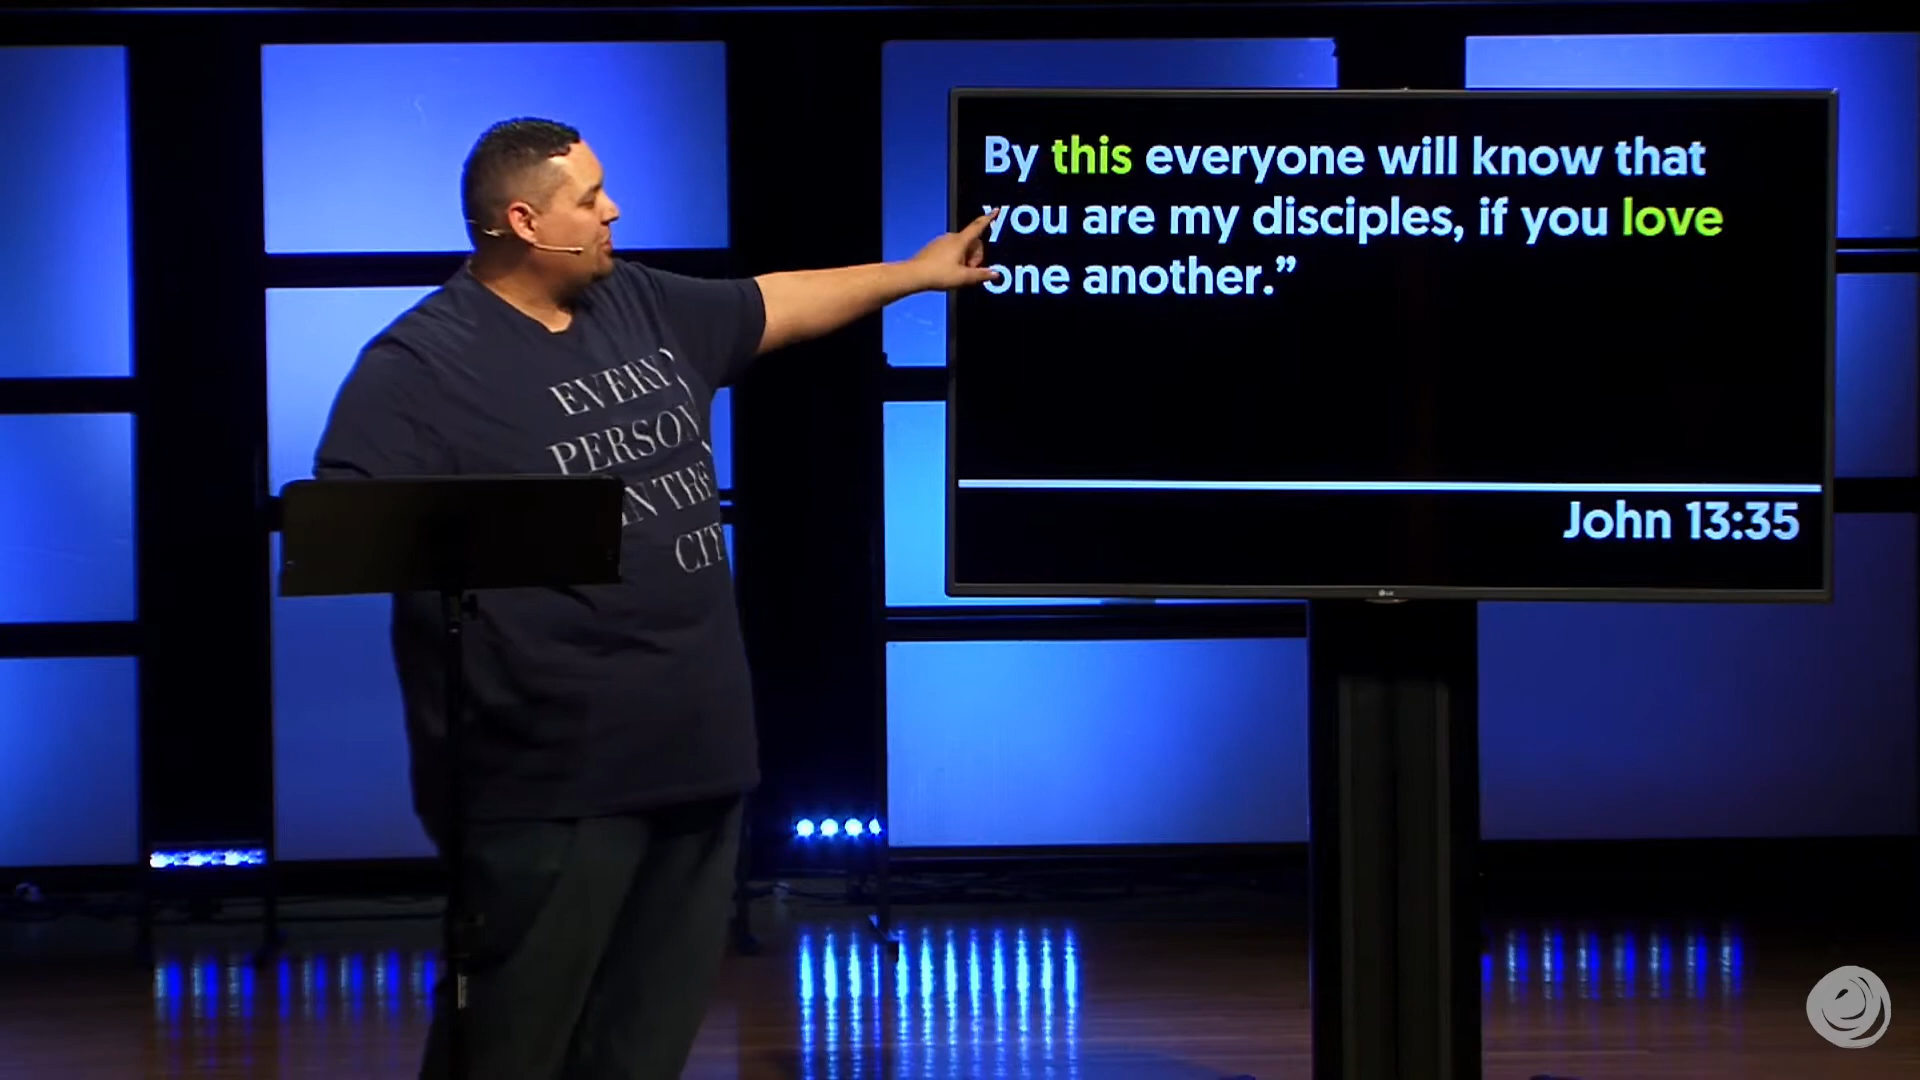 By this everyone will know that
you are my disciples, if you love
one another.”
John 13:35
EVERY
PERSON
IN THE
CITY
LG